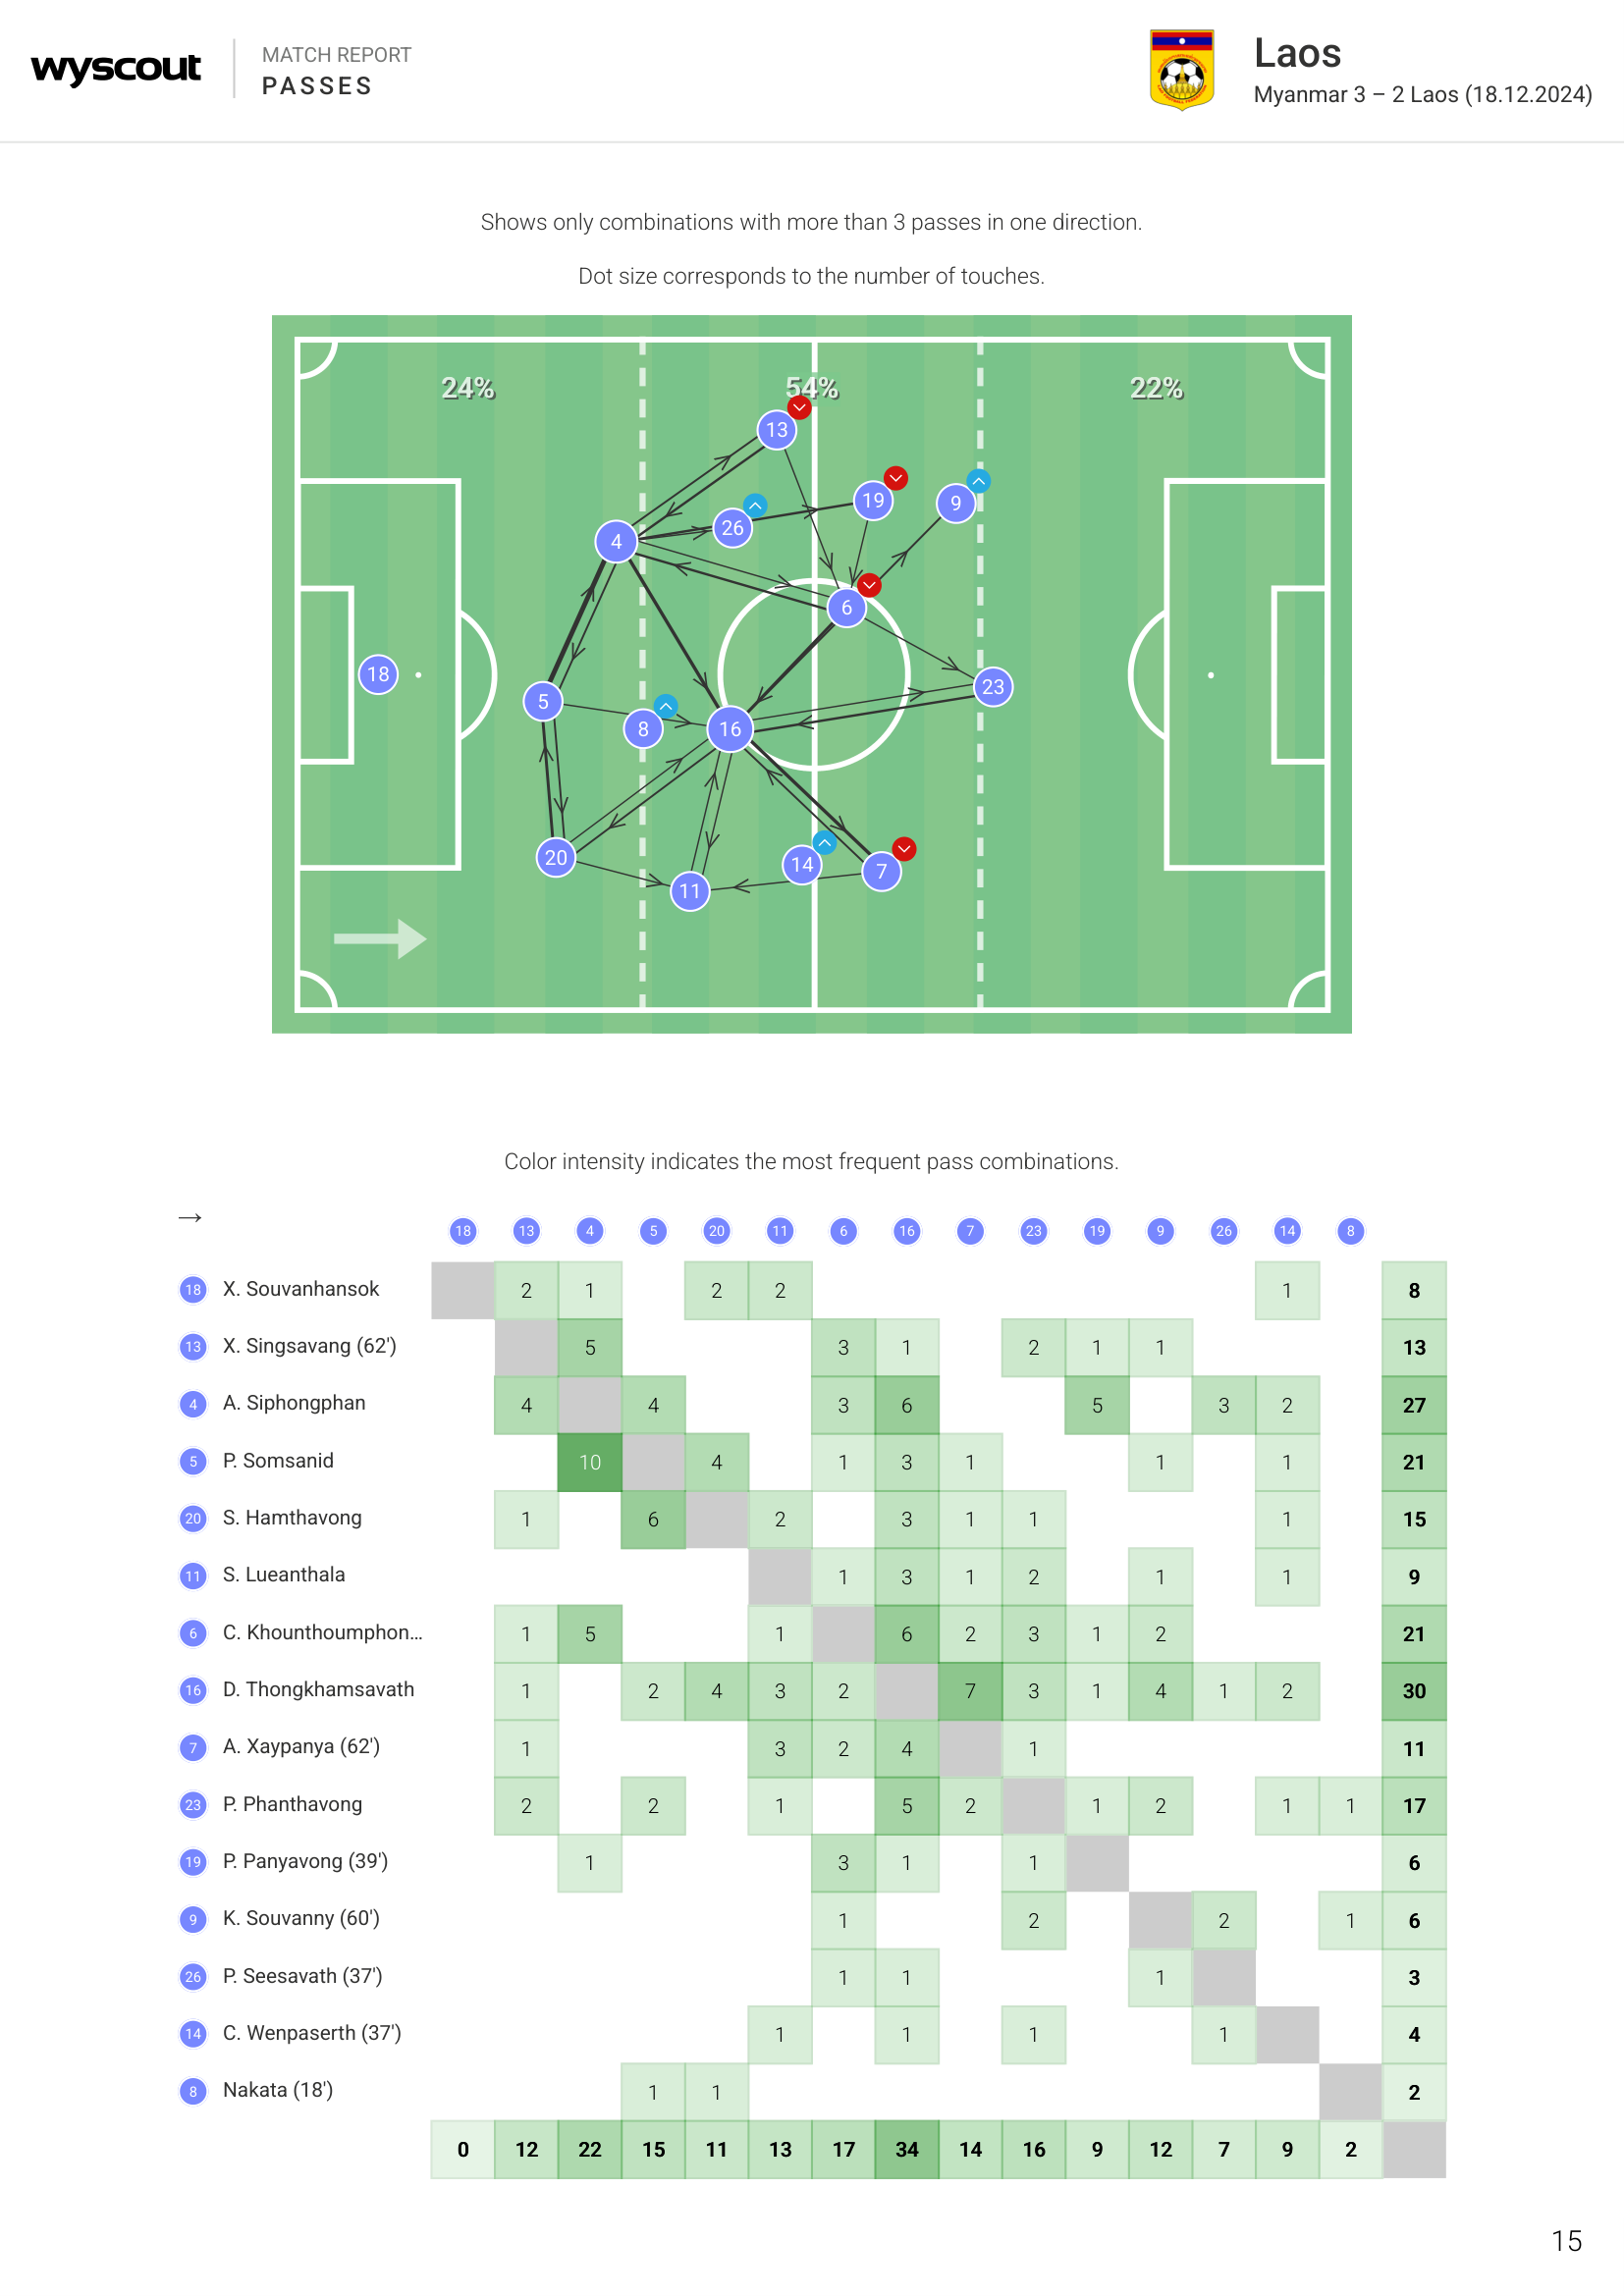 wyscout
MATCH REPORT
PASSES
Laos
Myanmar 3 – 2 Laos (18.12.2024)
Shows only combinations with more than 3 passes in one direction.
Dot size corresponds to the number of touches.
24% 54% 22%
13
19 9
26
4
6
18
23
5
8 16
20 14 7
11
Color intensity indicates the most frequent pass combinations.
→ 18 13 4 5 20 11 6 16 7 23 19 9 26 14 8
18 X. Souvanhansok 2 1 2 2 1 8
13 X. Singsavang (62') 5 3 1 2 1 1 13
4 A. Siphongphan 4 4 3 6 5 3 2 27
5 P. Somsanid 10 4 1 3 1 1 1 21
20 S. Hamthavong 1 6 2 3 1 1 1 15
11 S. Lueanthala 1 3 1 2 1 1 9
6 C. Khounthoumphon... 1 5 1 6 2 3 1 2 21
16 D. Thongkhamsavath 1 2 4 3 2 7 3 1 4 1 2 30
7 A. Xaypanya (62') 1 3 2 4 1 11
23 P. Phanthavong 2 2 1 5 2 1 2 1 1 17
19 P. Panyavong (39') 1 3 1 1 6
9 K. Souvanny (60') 1 2 2 1 6
26 P. Seesavath (37') 1 1 1 3
14 C. Wenpaserth (37') 1 1 1 1 4
8 Nakata (18') 1 1 2
0 12 22 15 11 13 17 34 14 16 9 12 7 9 2
15